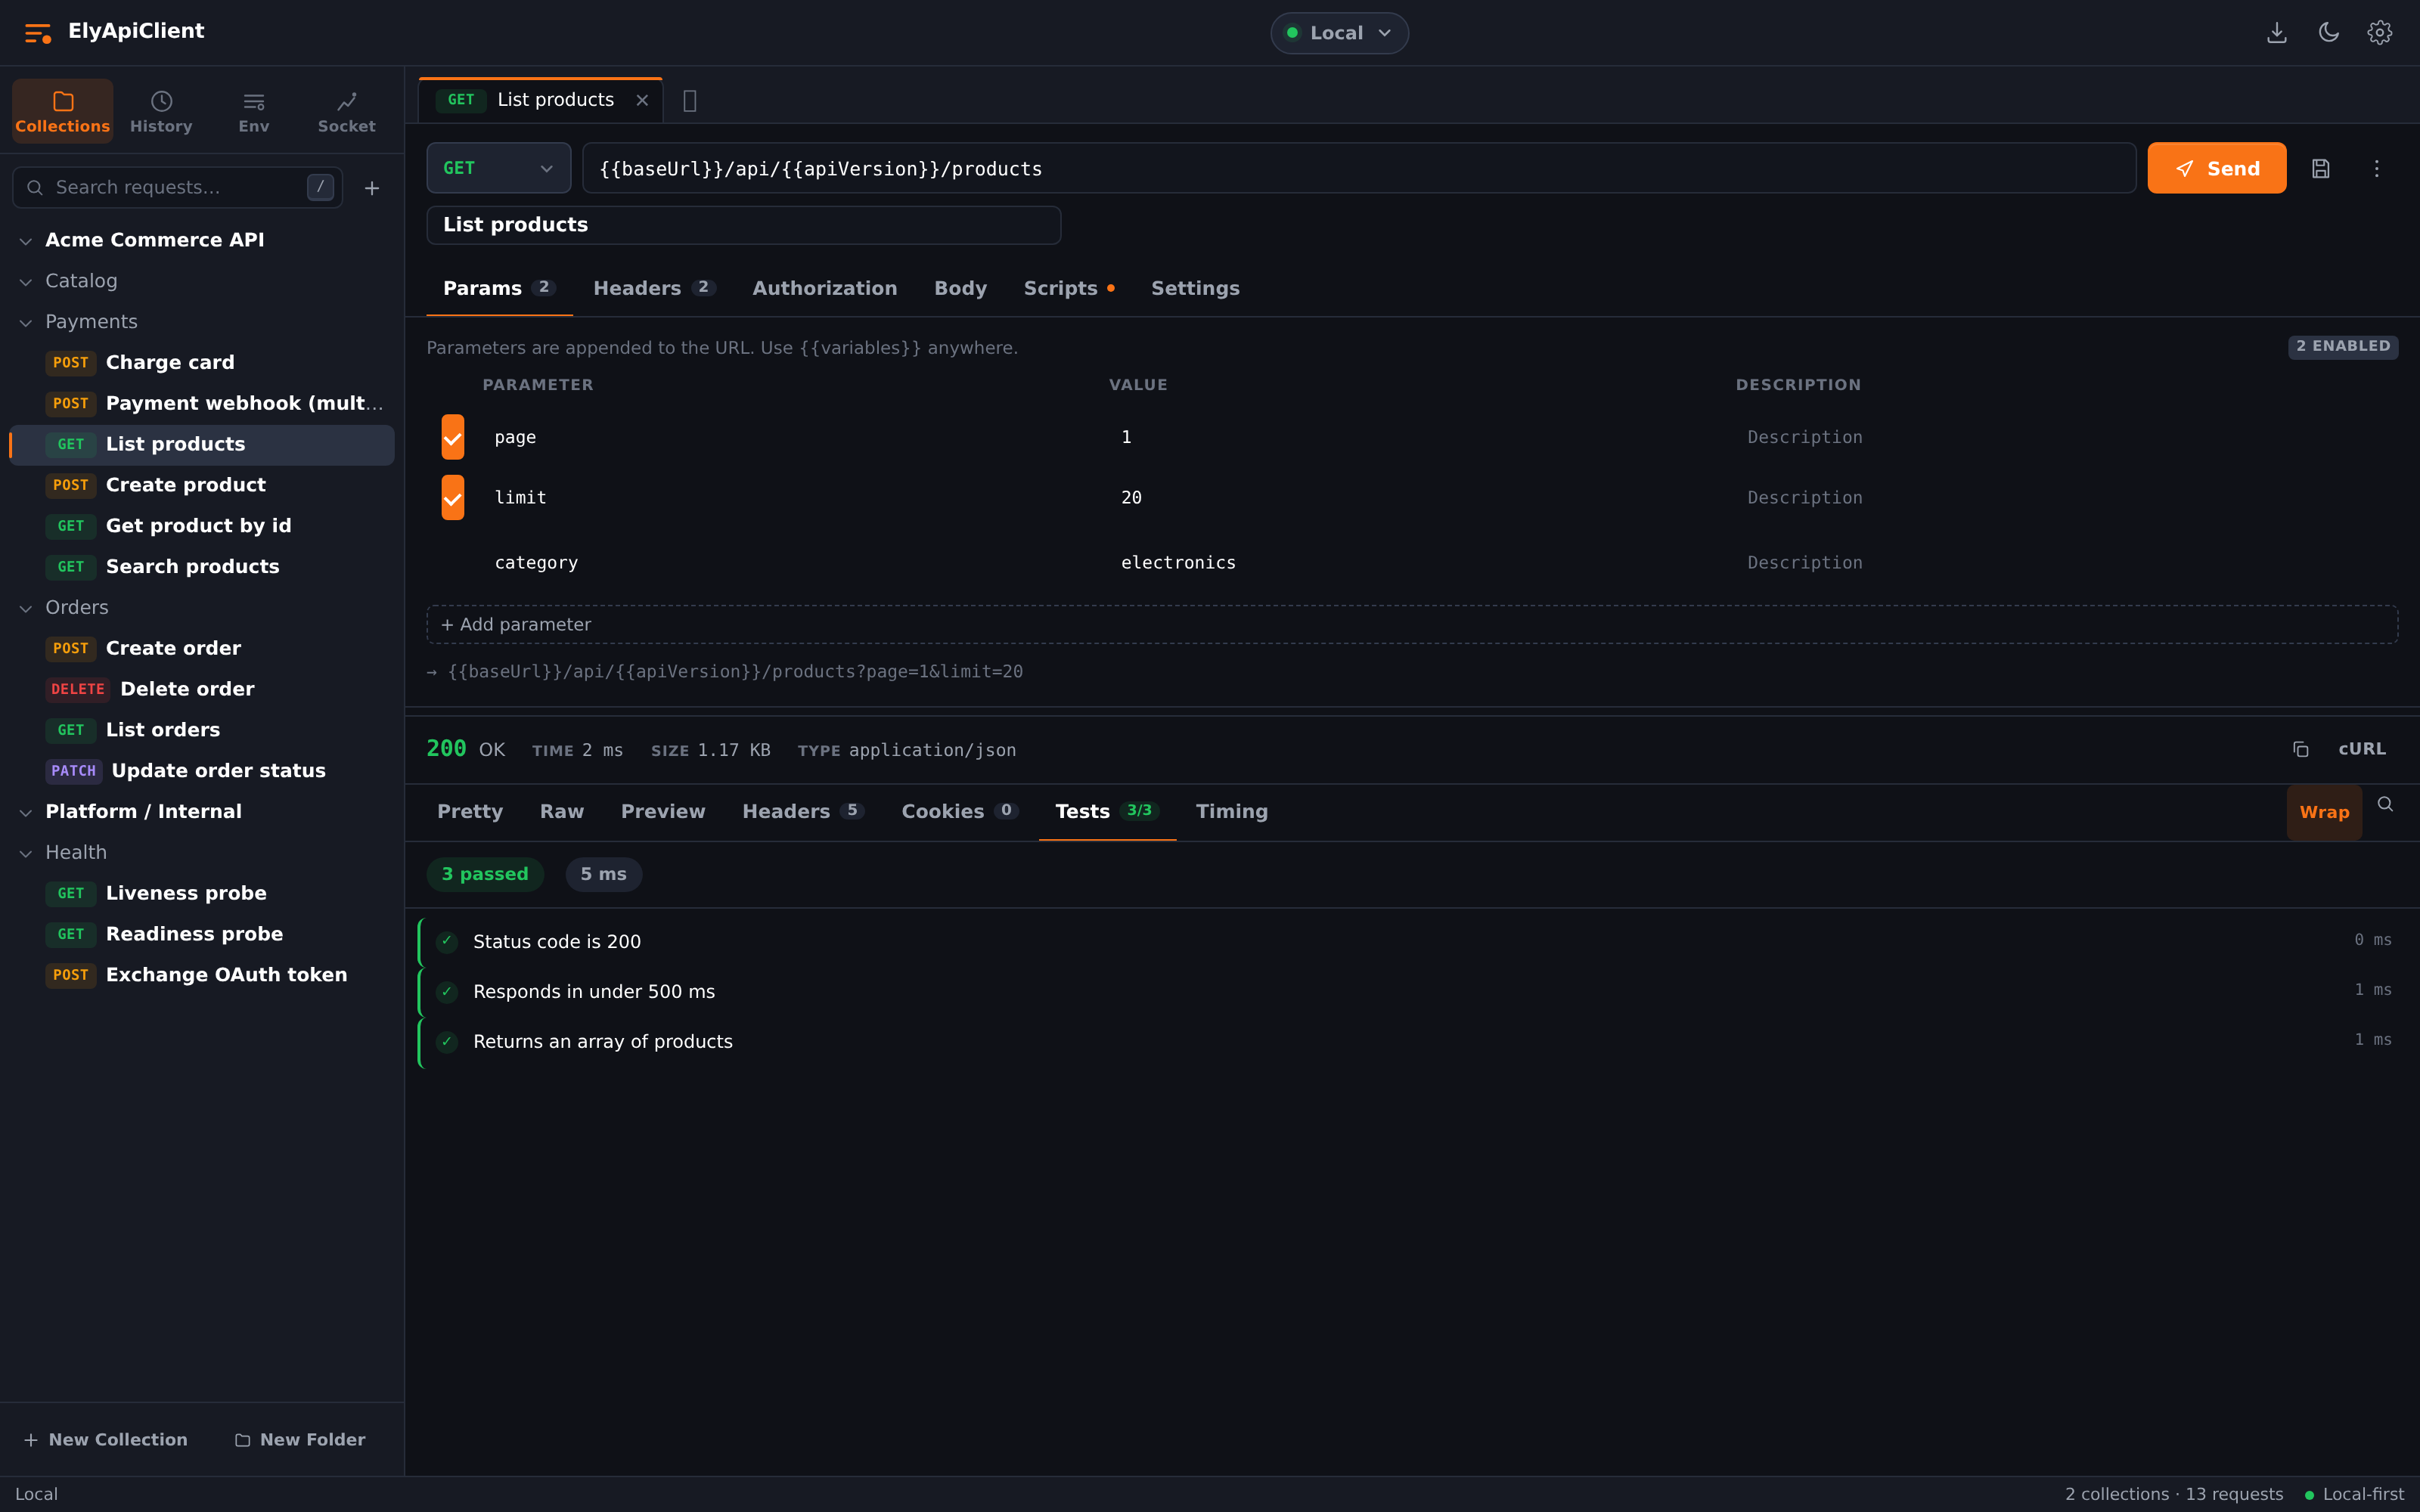 ElyApiClient
Local
Collections
History
Env
Socket
Search requests...
/
Acme Commerce API
Catalog
Payments
POST Charge card
POST Payment webhook (mult...
GET List products
POST Create product
GET Get product by id
GET Search products
Orders
POST Create order
DELETE Delete order
GET List orders
PATCH Update order status
Platform / Internal
Health
GET Liveness probe
GET Readiness probe
POST Exchange OAuth token
New Collection
New Folder
GET List products
GET
{{baseUrl}}/api/{{apiVersion}}/products
Send
List products
Params 2
Headers 2
Authorization
Body
Scripts
Settings
Parameters are appended to the URL. Use {{variables}} anywhere.
2 ENABLED
PARAMETER VALUE DESCRIPTION
page 1 Description
limit 20 Description
category electronics Description
+ Add parameter
→ {{baseUrl}}/api/{{apiVersion}}/products?page=1&limit=20
200 OK TIME 2 ms SIZE 1.17 KB TYPE application/json
cURL
Pretty
Raw
Preview
Headers 5
Cookies 0
Tests 3/3
Timing
Wrap
3 passed
5 ms
✓ Status code is 200 0 ms
✓ Responds in under 500 ms 1 ms
✓ Returns an array of products 1 ms
Local
2 collections · 13 requests
Local-first